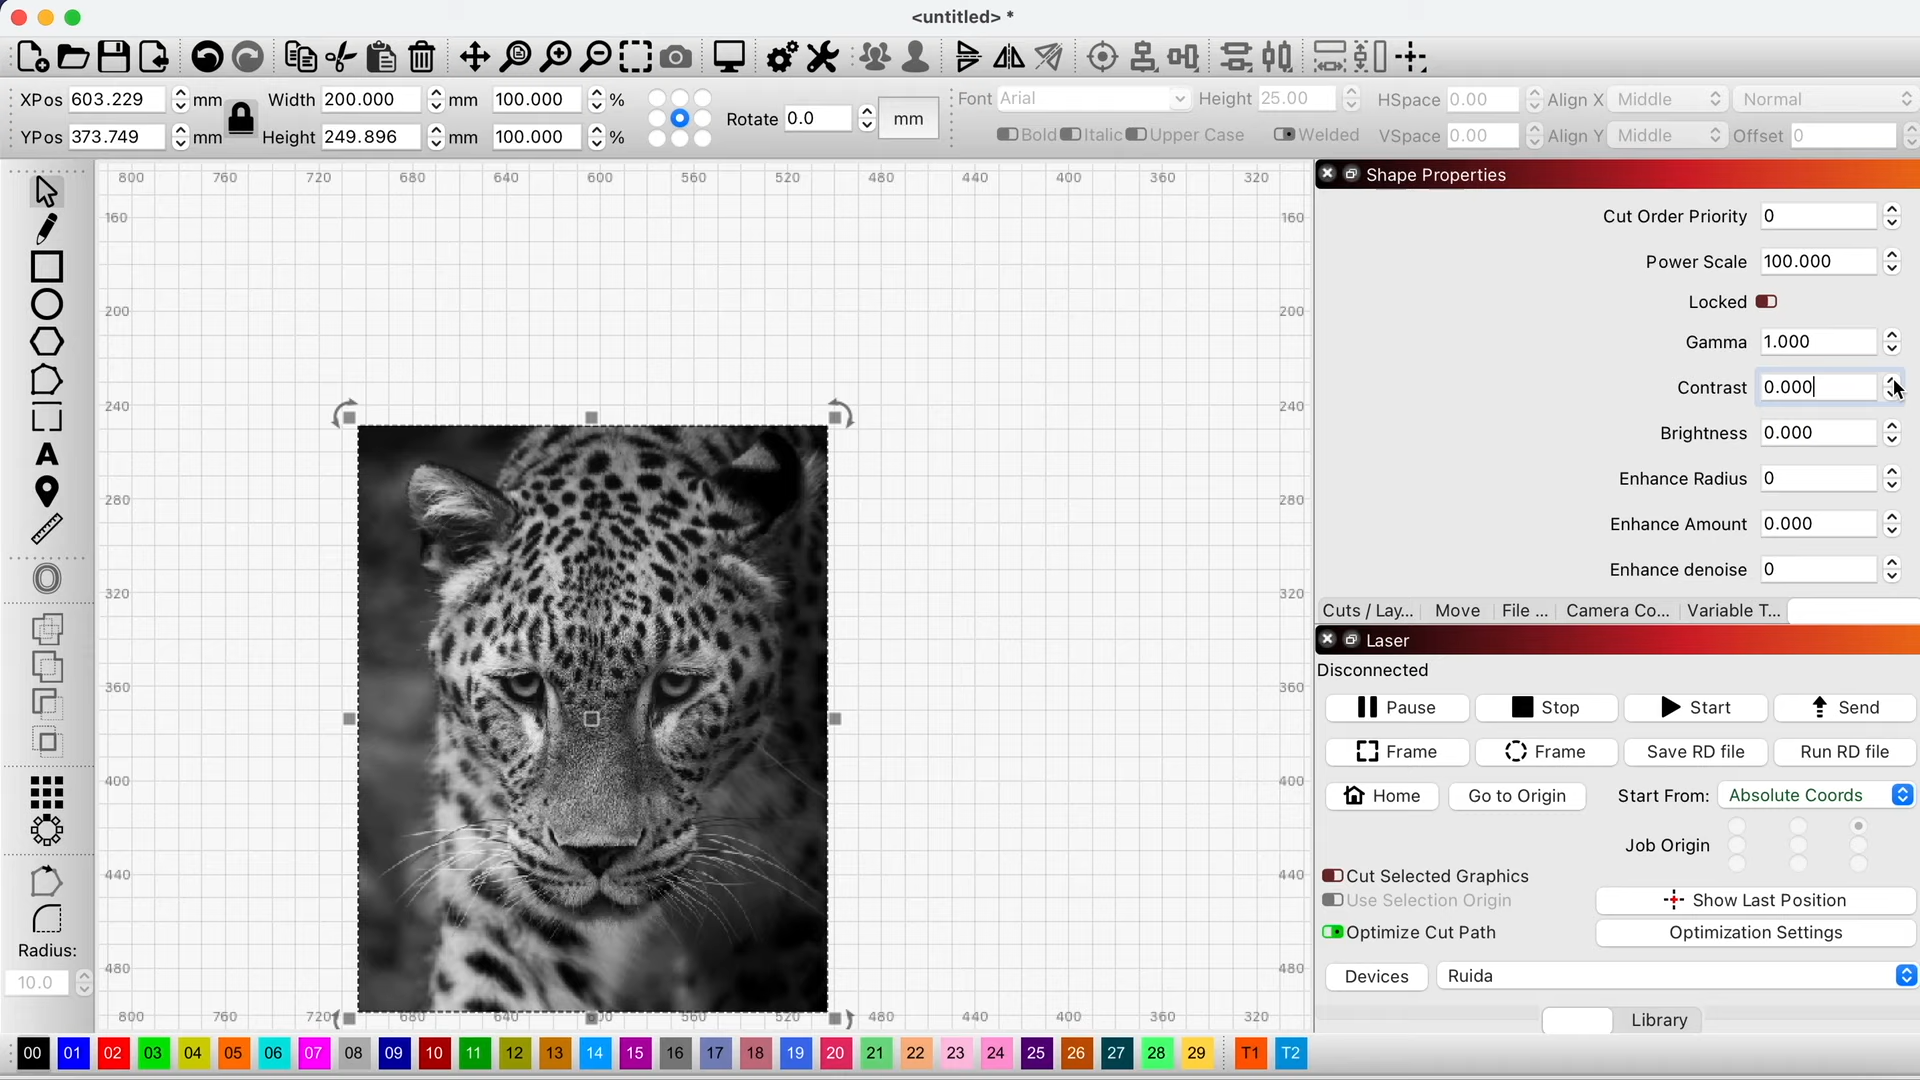 <untitled> *
XPos 603.229 mm Width 200.000 mm 100.000 %
YPos 373.749 mm Height 249.896 mm 100.000 %
Rotate 0.0 mm
Font Arial Height 25.00 HSpace 0.00 Align X Middle Normal
Bold Italic Upper Case Welded VSpace 0.00 Align Y Middle Offset 0
800 760 720 680 640 600 560 520 480 440 400 360 320
160 160
200 200
240 240
280 280
320 320
360 360
400 400
440 440
480 480
800 760 720 680 640 600 560 520 480 440 400 360 320
A
Radius:
10.0
Shape Properties
Cut Order Priority 0
Power Scale 100.000
Locked
Gamma 1.000
Contrast 0.000
Brightness 0.000
Enhance Radius 0
Enhance Amount 0.000
Enhance denoise 0
Cuts / Lay... Move File ... Camera Co... Variable T...
Laser
Disconnected
Pause Stop Start Send
Frame Frame Save RD file Run RD file
Home Go to Origin Start From: Absolute Coords
Job Origin
Cut Selected Graphics
Use Selection Origin Show Last Position
Optimize Cut Path Optimization Settings
Devices Ruida
Library
00 01 02 03 04 05 06 07 08 09 10 11 12 13 14 15 16 17 18 19 20 21 22 23 24 25 26 27 28 29 T1 T2